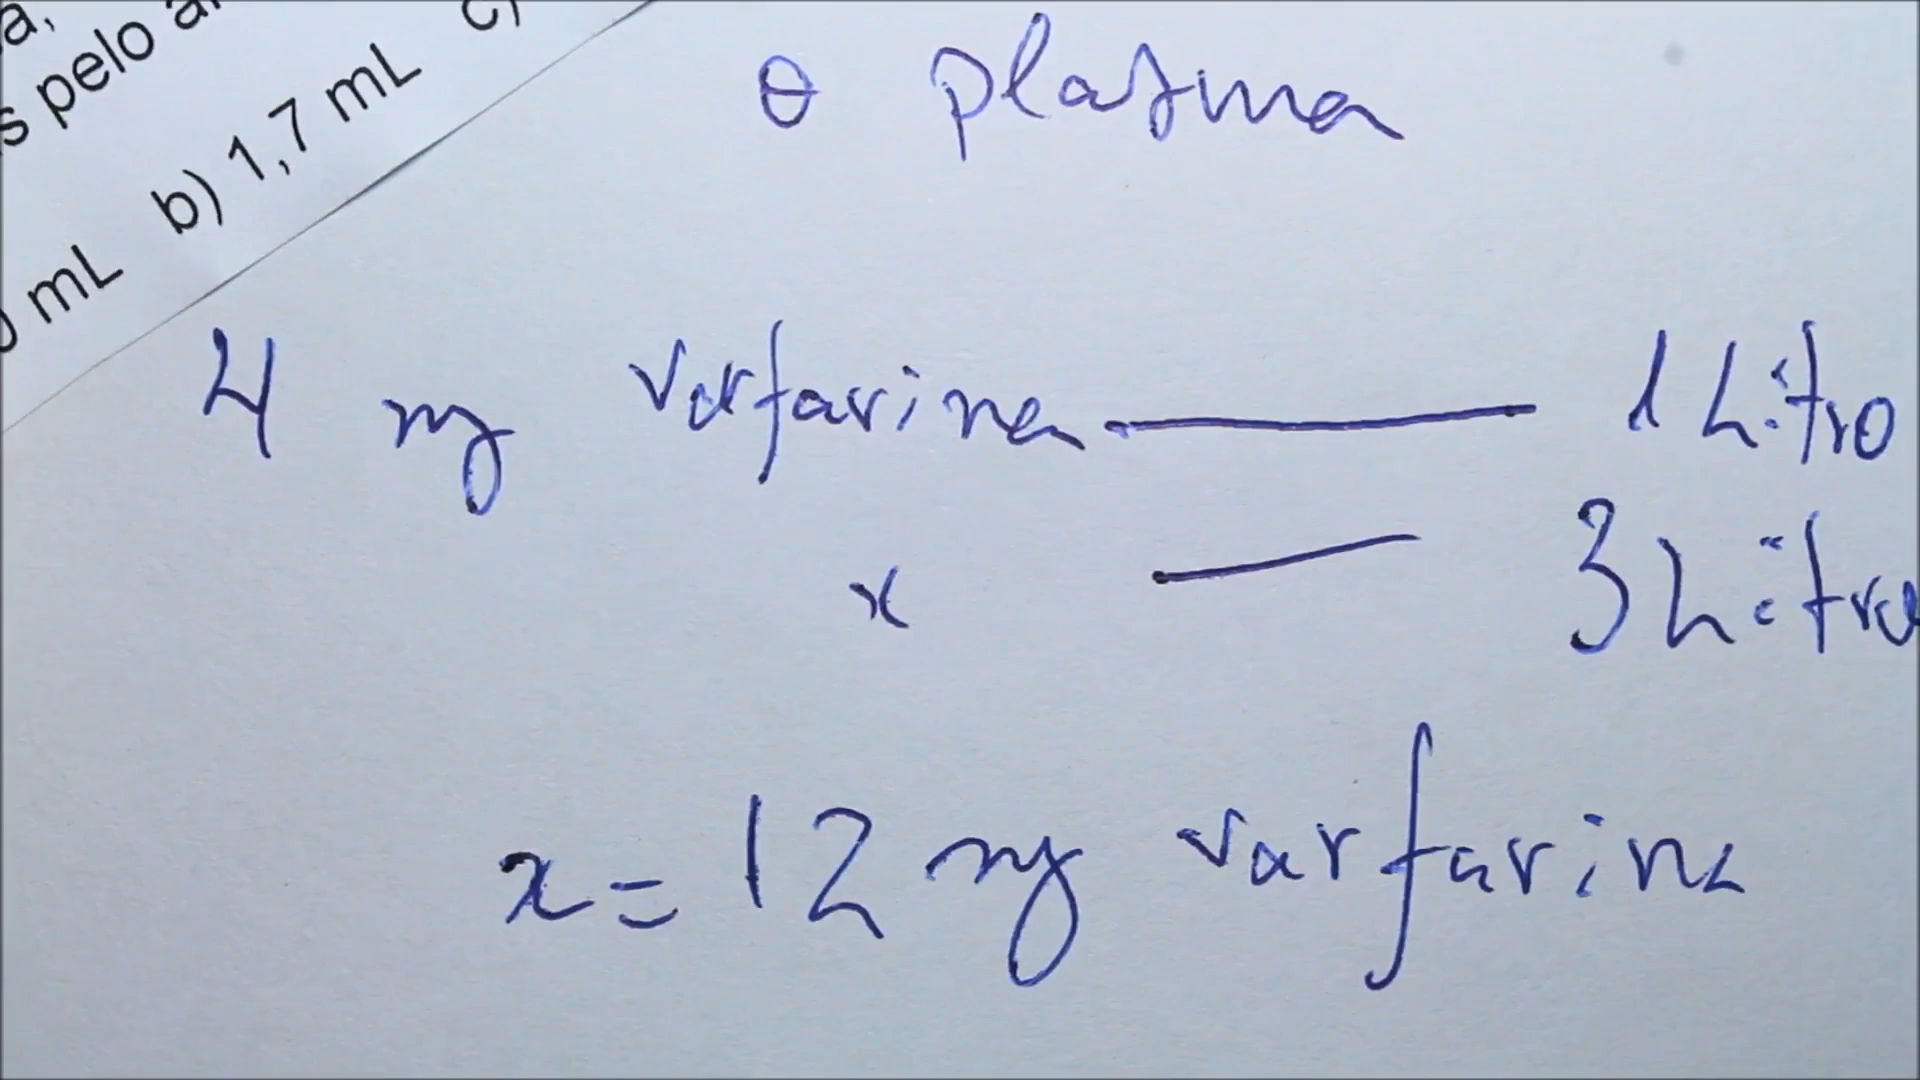 a,
s pelo a
mL b) 1,7 mL c)
o plasma
4 mg varfarina 1 Litro
x 3 Litro
x = 12 mg varfarina